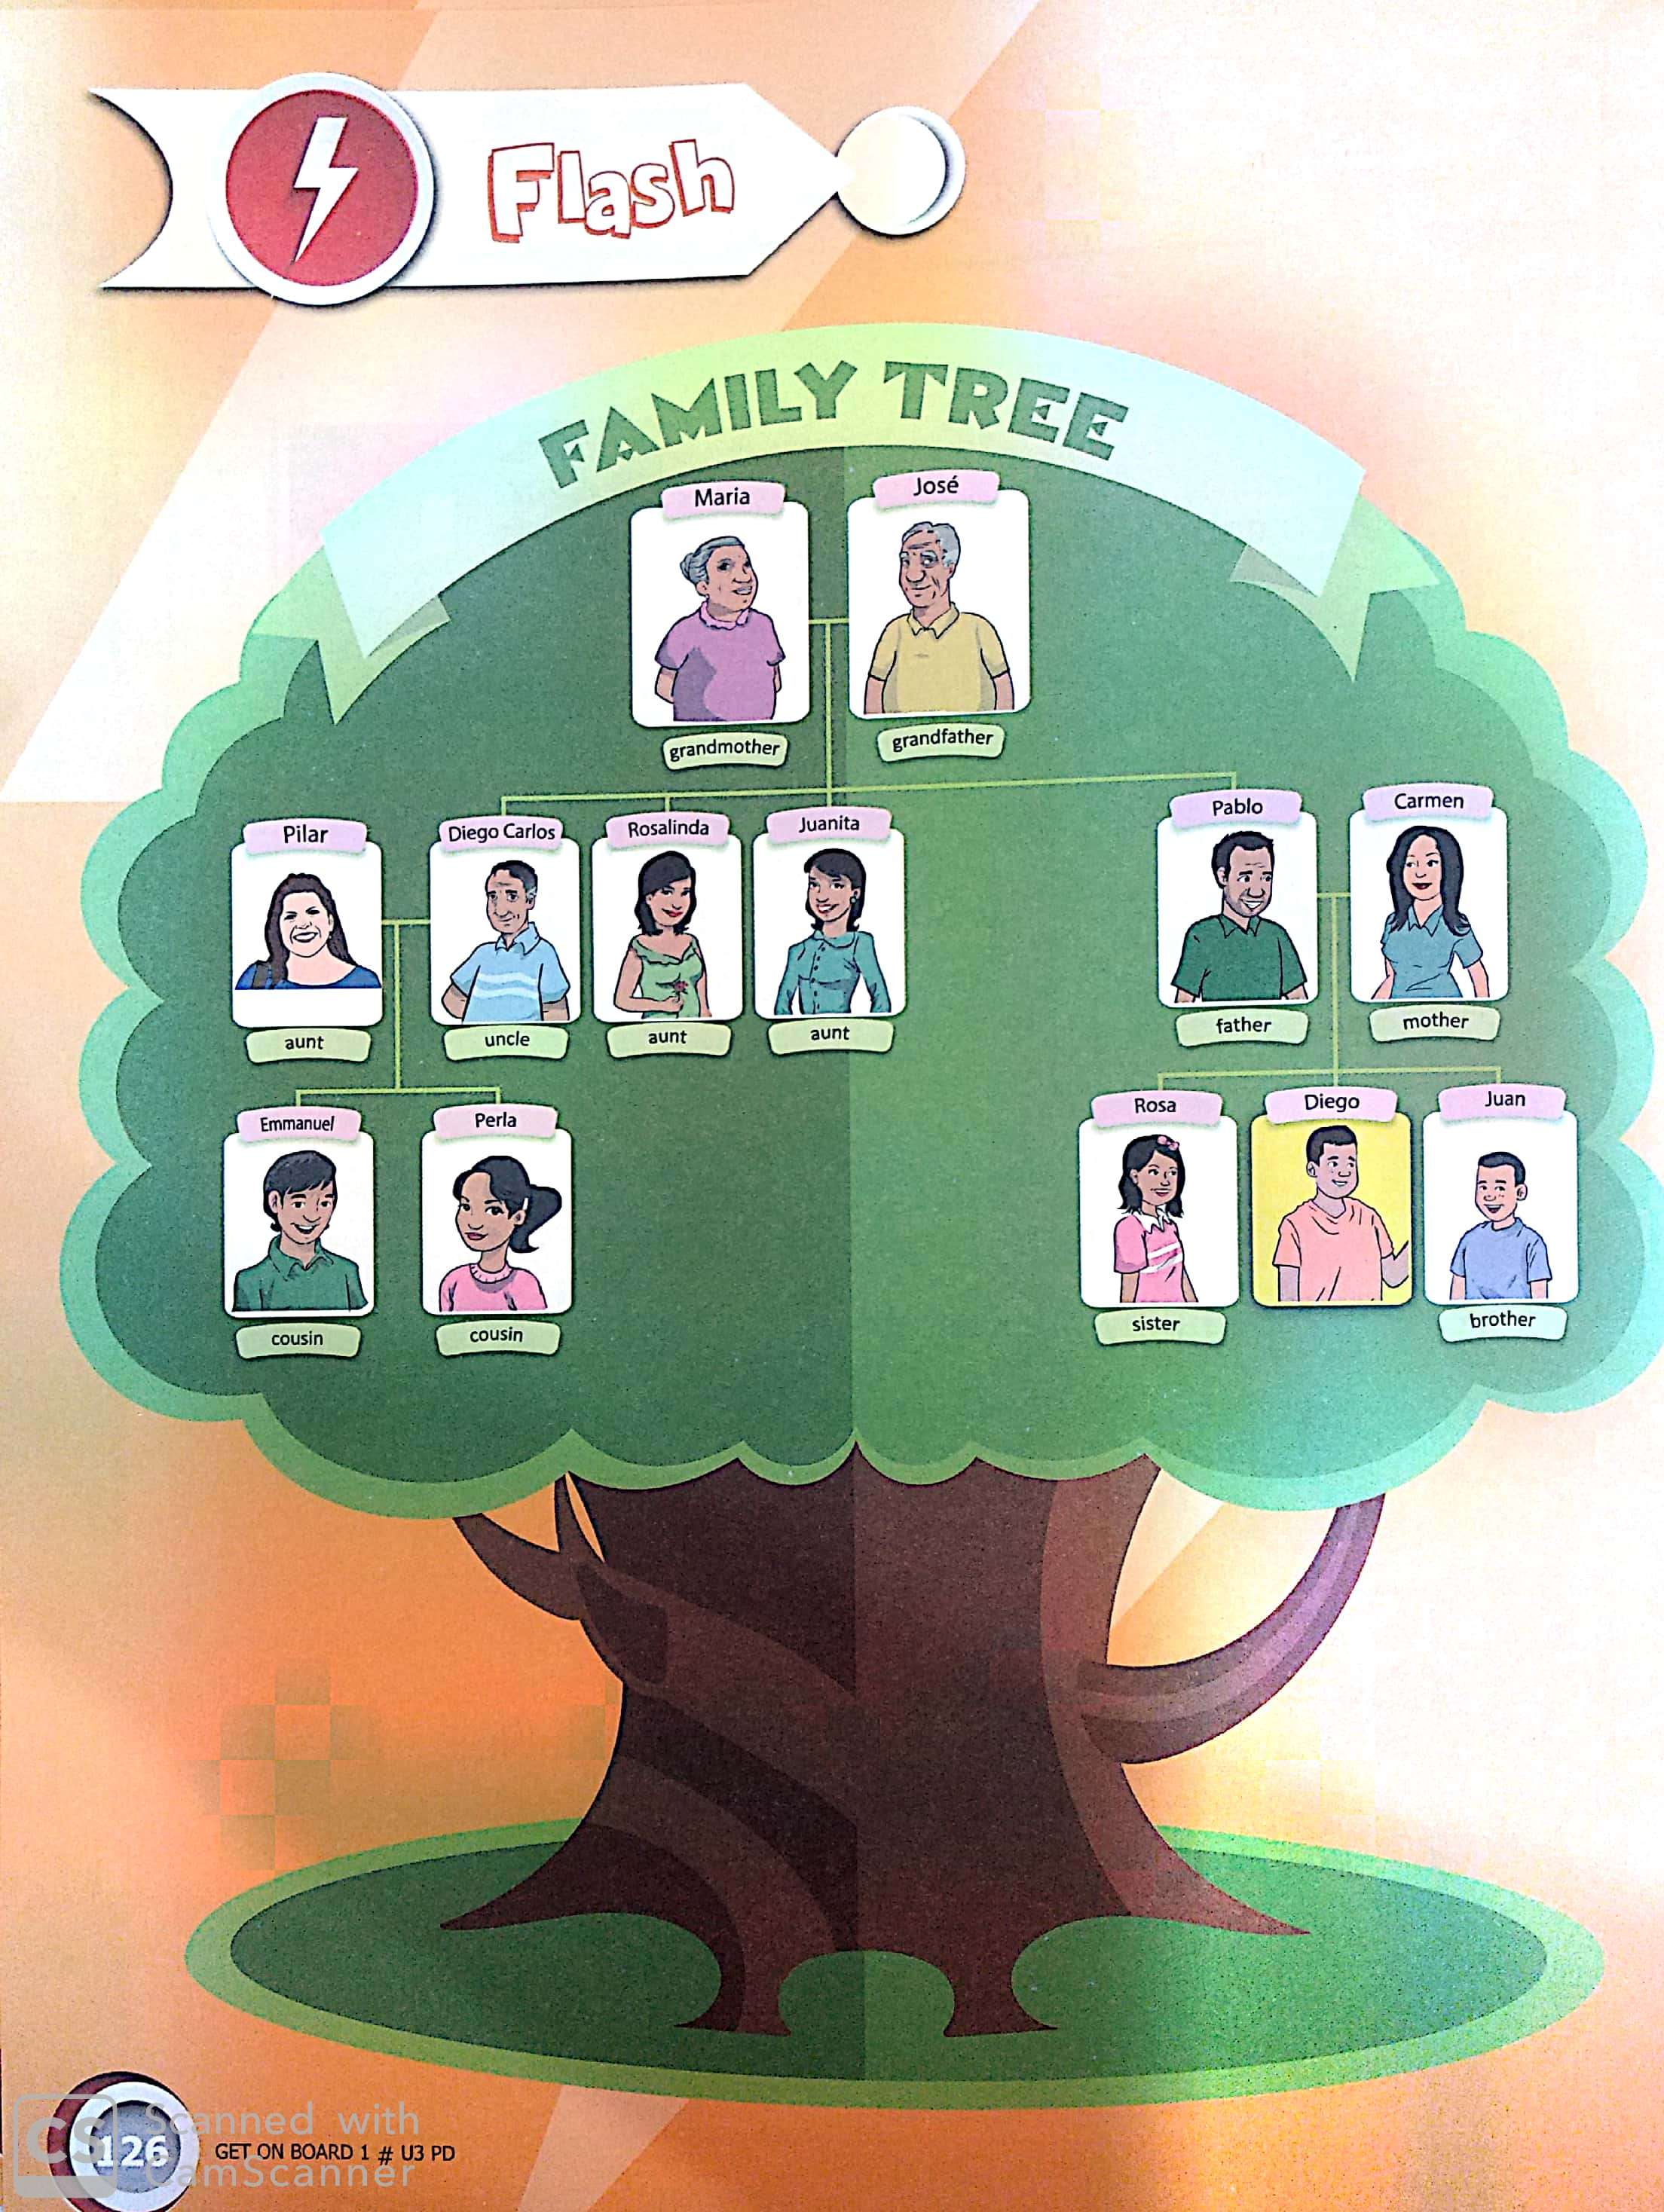 Flash
FAMILY TREE
Maria
José
grandmother
grandfather
Pilar
Diego Carlos
Rosalinda
Juanita
Pablo
Carmen
aunt
uncle
aunt
aunt
father
mother
Emmanuel
Perla
Rosa
Diego
Juan
cousin
cousin
sister
brother
CS
Scanned with
CamScanner
126
GET ON BOARD 1 # U3 PD